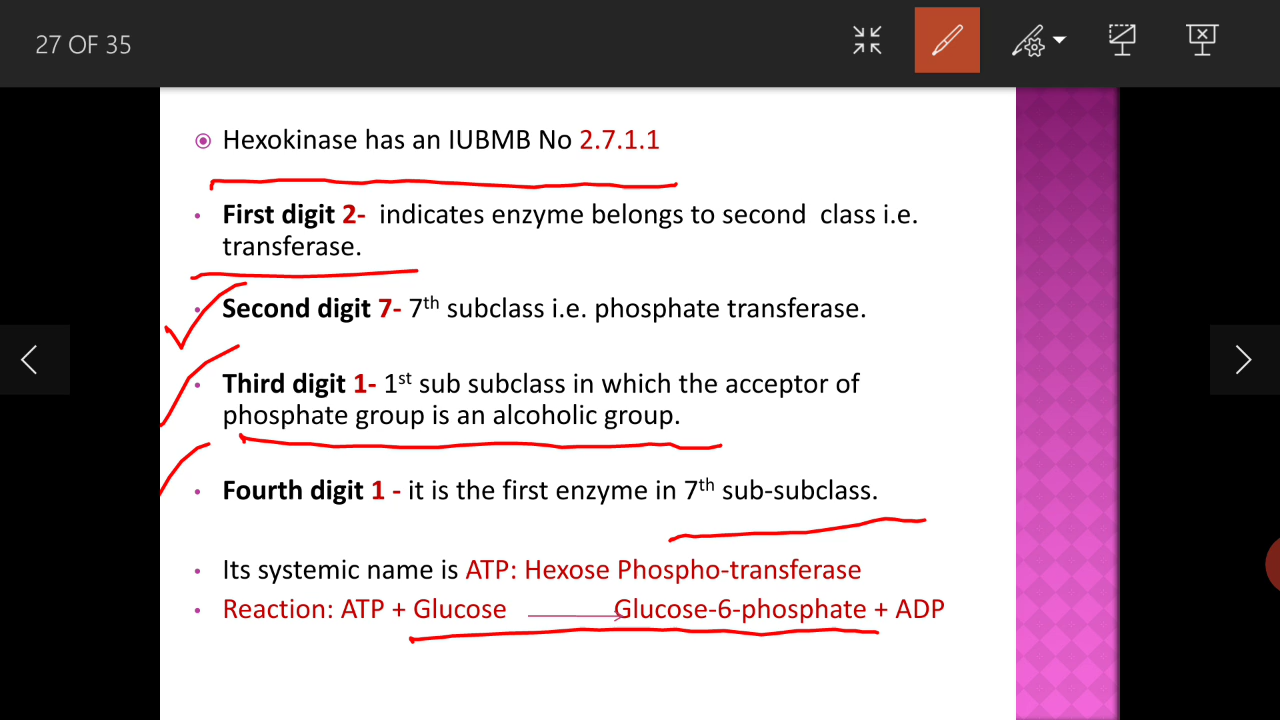 27 OF 35
Hexokinase has an IUBMB No 2.7.1.1
First digit 2- indicates enzyme belongs to second class i.e.
transferase.
Second digit 7- 7th subclass i.e. phosphate transferase.
Third digit 1- 1st sub subclass in which the acceptor of
phosphate group is an alcoholic group.
Fourth digit 1 - it is the first enzyme in 7th sub-subclass.
Its systemic name is ATP: Hexose Phospho-transferase
Reaction: ATP + Glucose Glucose-6-phosphate + ADP